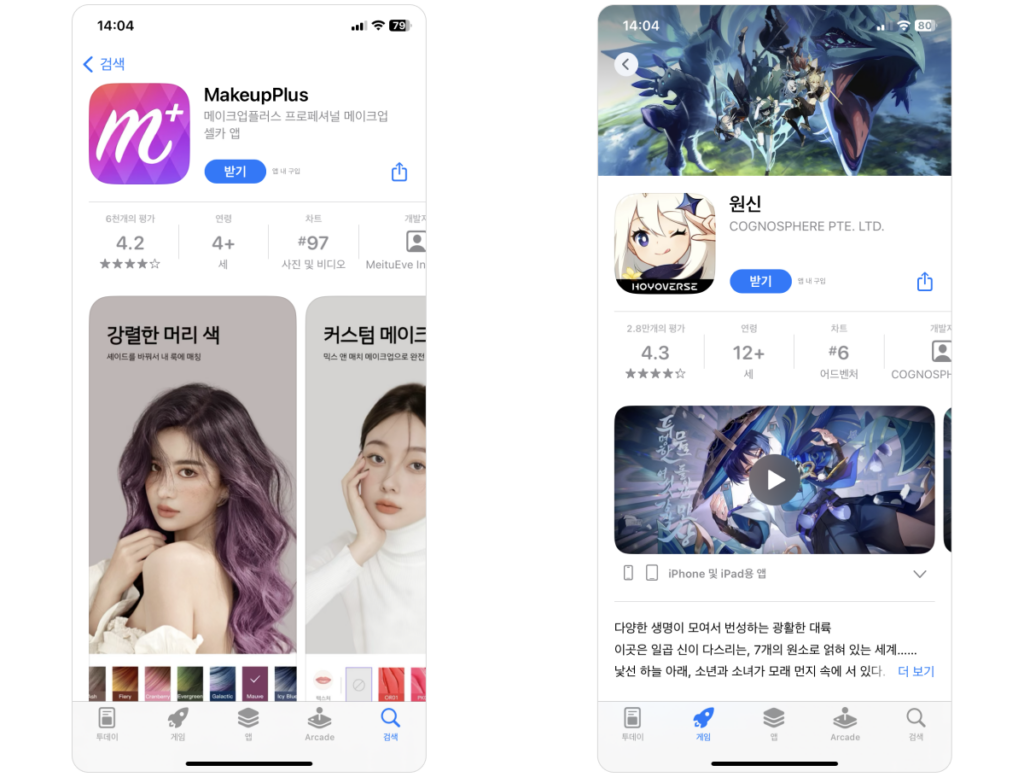 14:04
79
검색
m+
MakeupPlus
메이크업플러스 프로페셔널 메이크업
셀카 앱
받기
앱 내 구입
6천개의 평가
연령
차트
개발자
4.2
4+
#97
세
사진 및 비디오
MeituEve In
강렬한 머리 색
셰이드를 바꿔서 내 룩에 매칭
커스텀 메이크
믹스 앤 매치 메이크업으로 완전
Ash
Fiery
Cranberry
Evergreen
Galactic
Mauve
Icy Blue
텍스처
CR01
투데이
게임
앱
Arcade
검색
14:04
80
원신
COGNOSPHERE PTE. LTD.
HOYOVERSE
받기
앱 내 구입
2.8만개의 평가
연령
차트
개발자
4.3
12+
#6
세
어드벤처
COGNOSPH
iPhone 및 iPad용 앱
다양한 생명이 모여서 번성하는 광활한 대륙
이곳은 일곱 신이 다스리는, 7개의 원소로 얽혀 있는 세계......
낯선 하늘 아래, 소년과 소녀가 모래 먼지 속에 서 있다. 더 보기
투데이
게임
앱
Arcade
검색